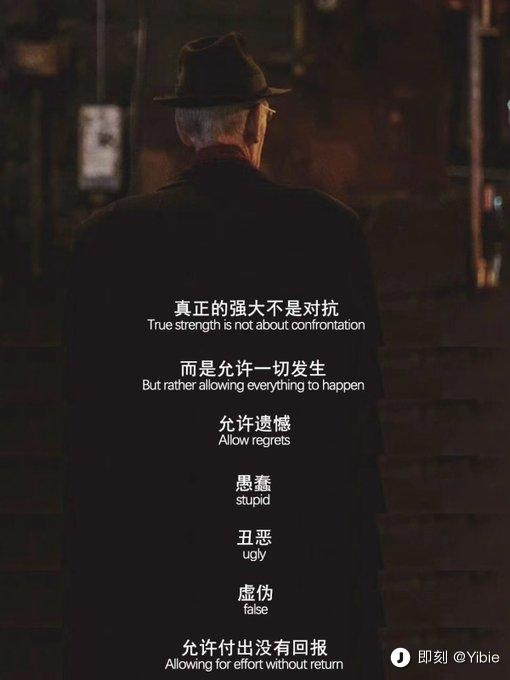 真正的强大不是对抗
True strength is not about confrontation
而是允许一切发生
But rather allowing everything to happen
允许遗憾
Allow regrets
愚蠢
stupid
丑恶
ugly
虚伪
false
允许付出没有回报
Allowing for effort without return
即刻 @Yibie